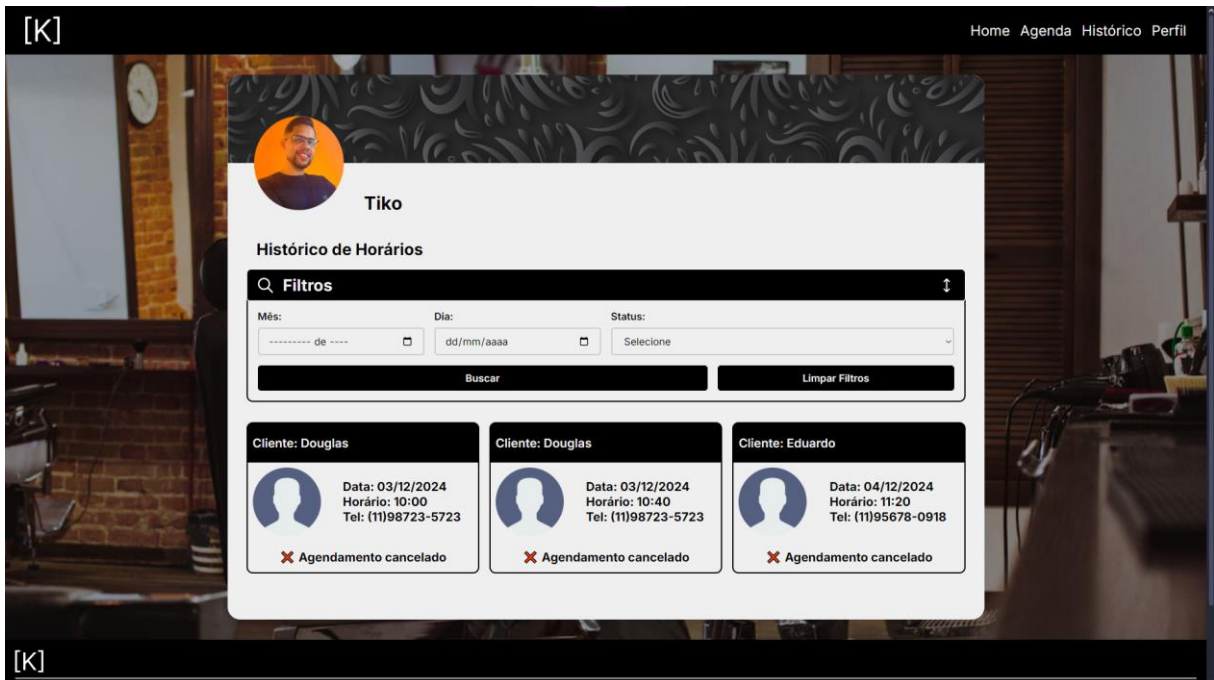 [K]
Home Agenda Histórico Perfil
Tiko
Histórico de Horários
Filtros
Mês: Dia: Status:
--------- de ---- dd/mm/aaaa Selecione
Buscar Limpar Filtros
Cliente: Douglas
Data: 03/12/2024
Horário: 10:00
Tel: (11)98723-5723
Agendamento cancelado
Cliente: Douglas
Data: 03/12/2024
Horário: 10:40
Tel: (11)98723-5723
Agendamento cancelado
Cliente: Eduardo
Data: 04/12/2024
Horário: 11:20
Tel: (11)95678-0918
Agendamento cancelado
[K]